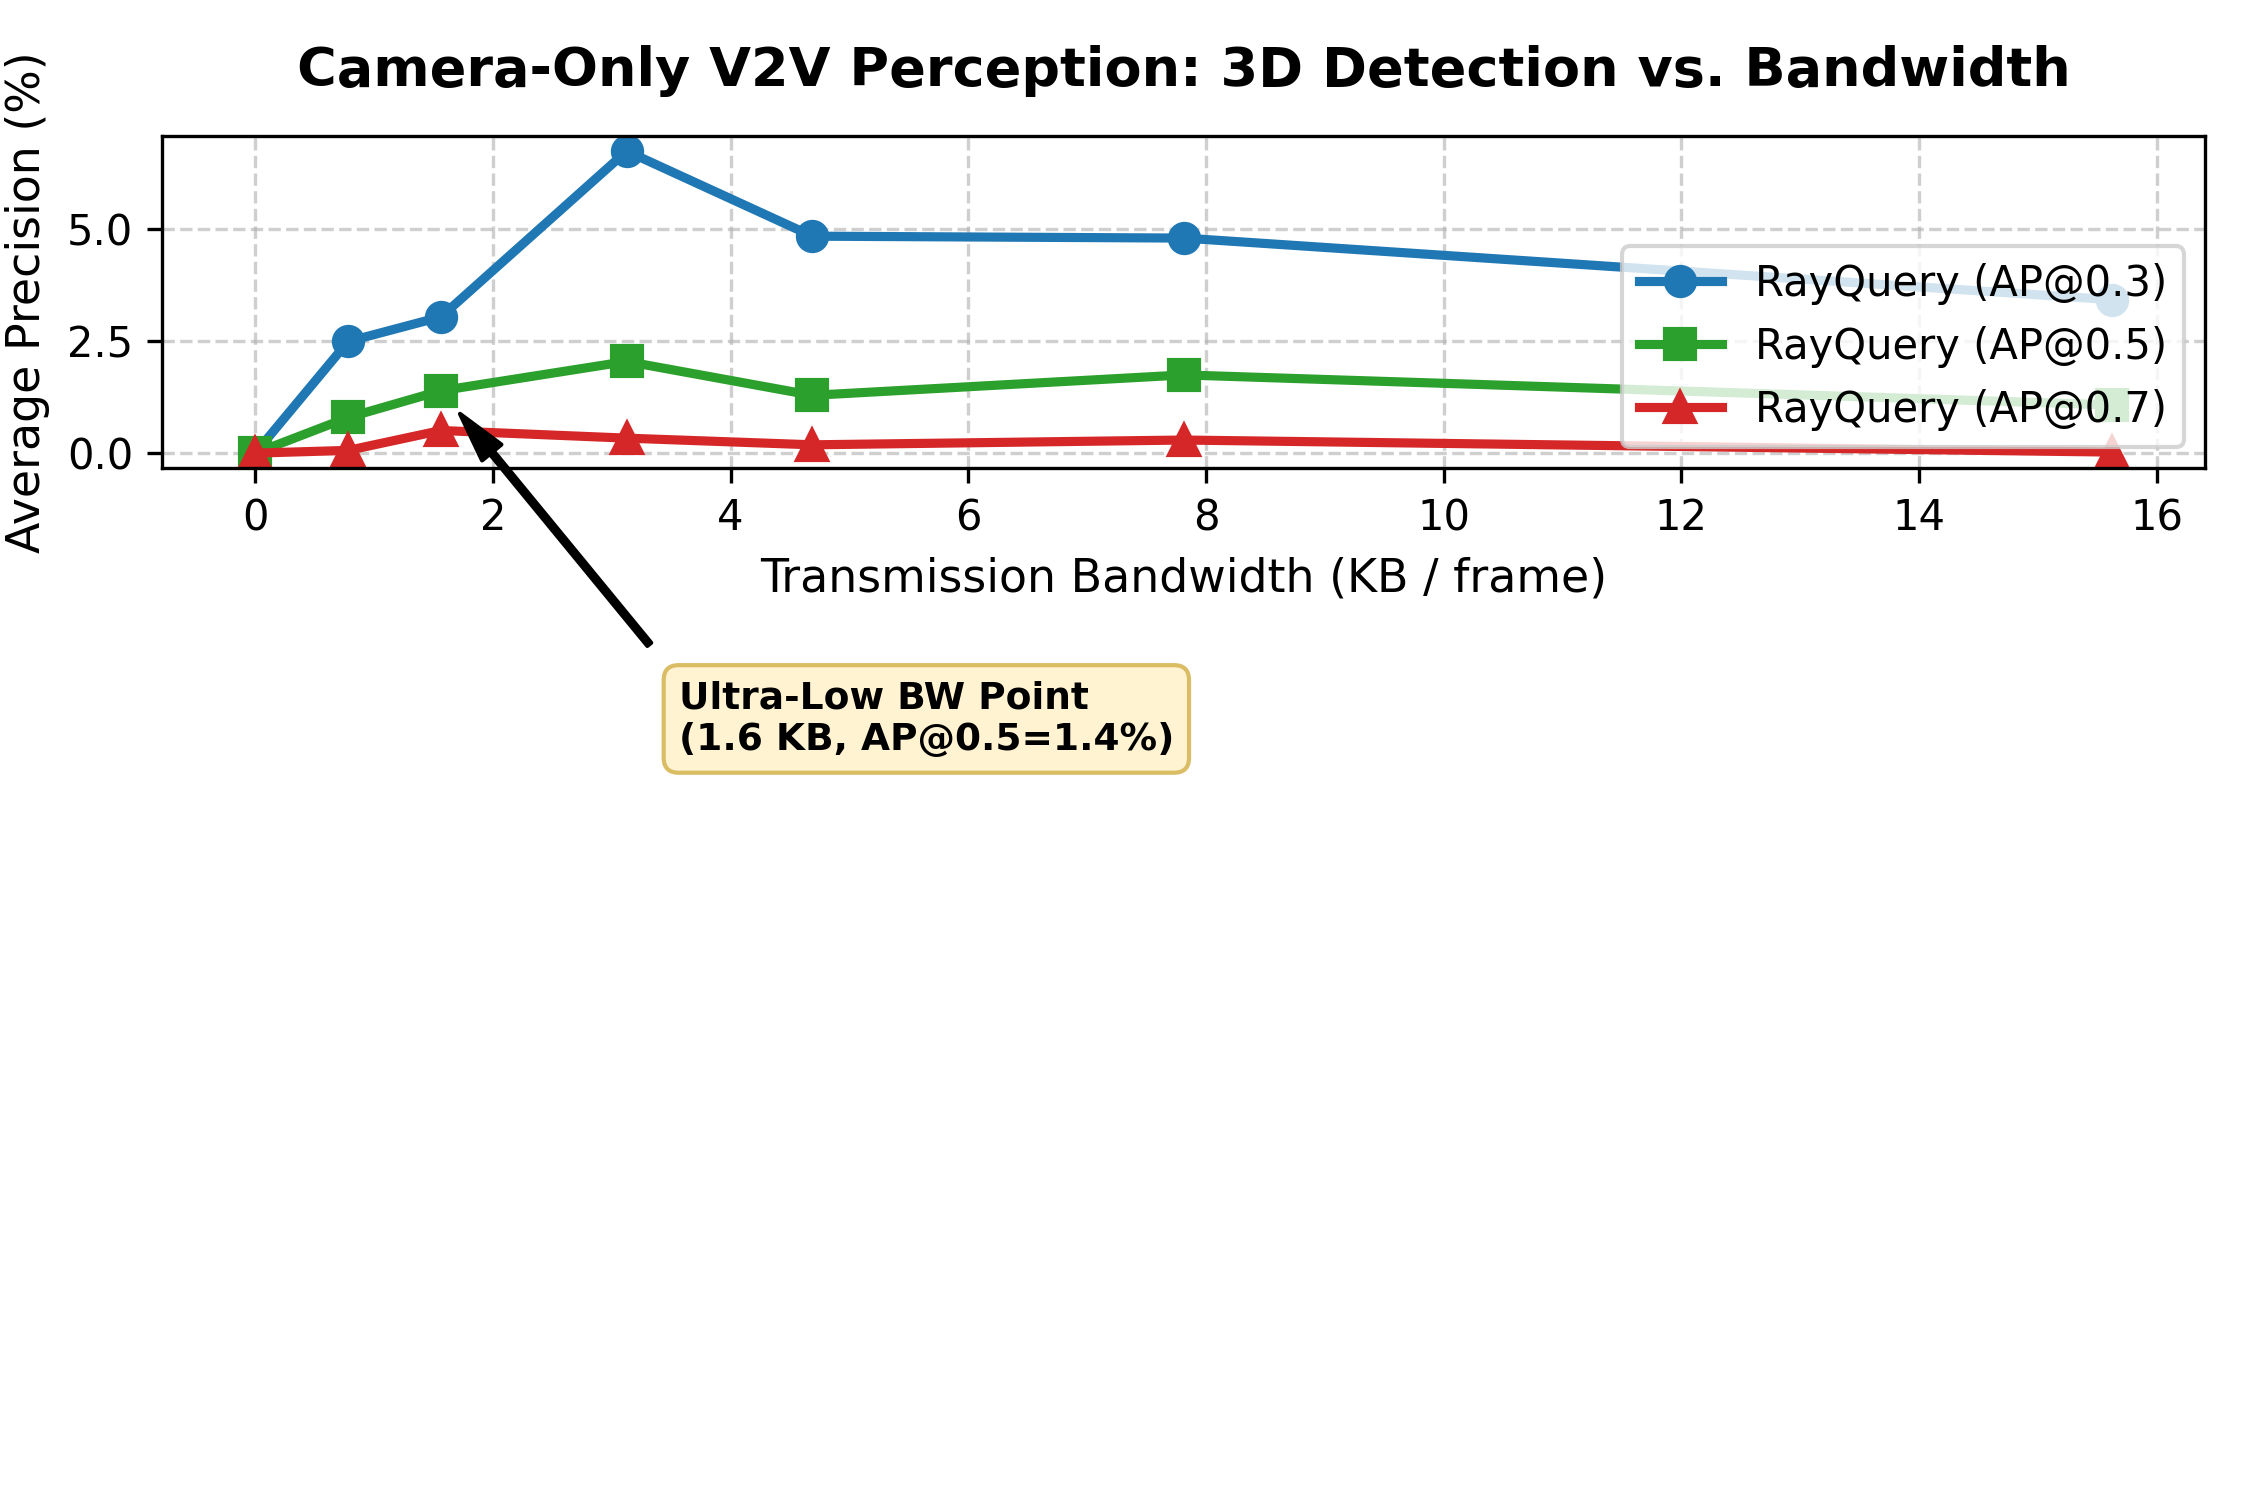 Camera-Only V2V Perception: 3D Detection vs. Bandwidth
Average Precision (%)
5.0
2.5
0.0
RayQuery (AP@0.3)
RayQuery (AP@0.5)
RayQuery (AP@0.7)
0 2 4 6 8 10 12 14 16
Transmission Bandwidth (KB / frame)
Ultra-Low BW Point
(1.6 KB, AP@0.5=1.4%)